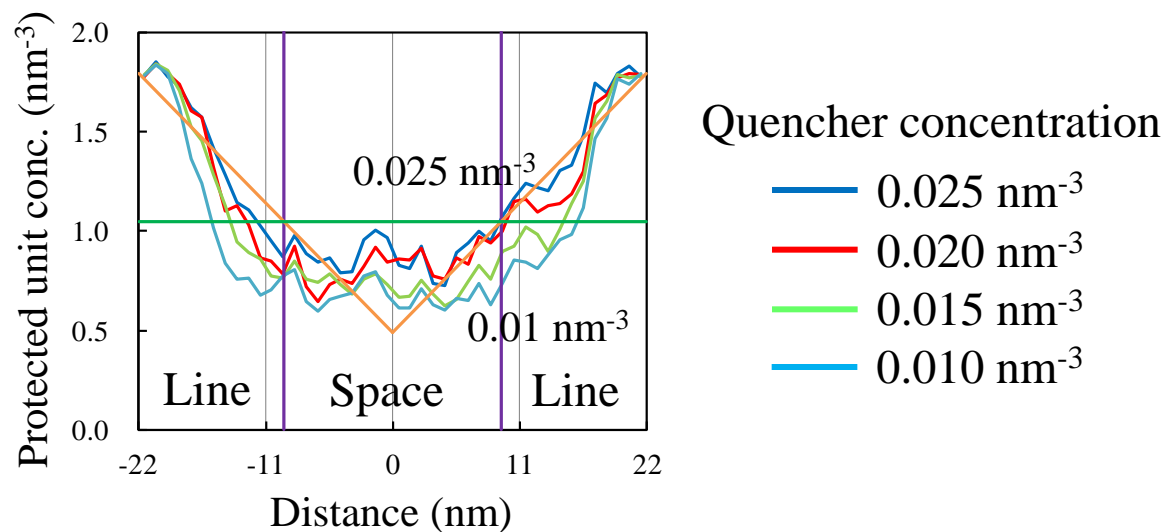 Protected unit conc. (nm-3)
2.0
1.5
1.0
0.5
0.0
0.025 nm-3
0.01 nm-3
Line
Space
Line
-22
-11
0
11
22
Distance (nm)
Quencher concentration
0.025 nm-3
0.020 nm-3
0.015 nm-3
0.010 nm-3